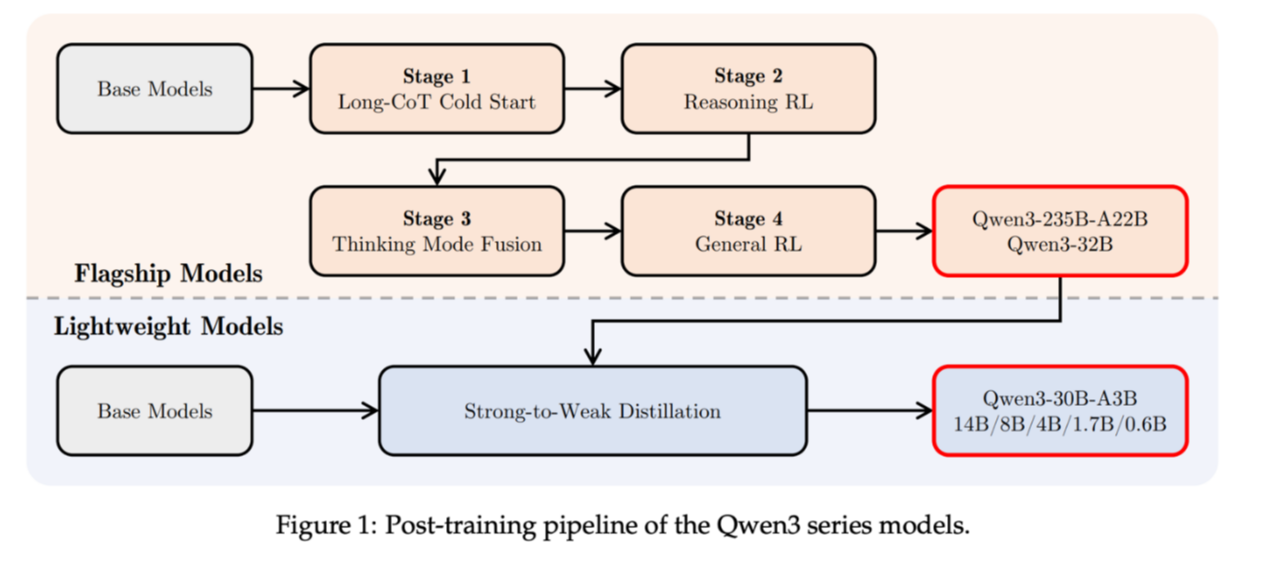 Base Models
Stage 1
Long-CoT Cold Start
Stage 2
Reasoning RL
Stage 3
Thinking Mode Fusion
Stage 4
General RL
Qwen3-235B-A22B
Qwen3-32B
Flagship Models
Lightweight Models
Base Models
Strong-to-Weak Distillation
Qwen3-30B-A3B
14B/8B/4B/1.7B/0.6B
Figure 1: Post-training pipeline of the Qwen3 series models.